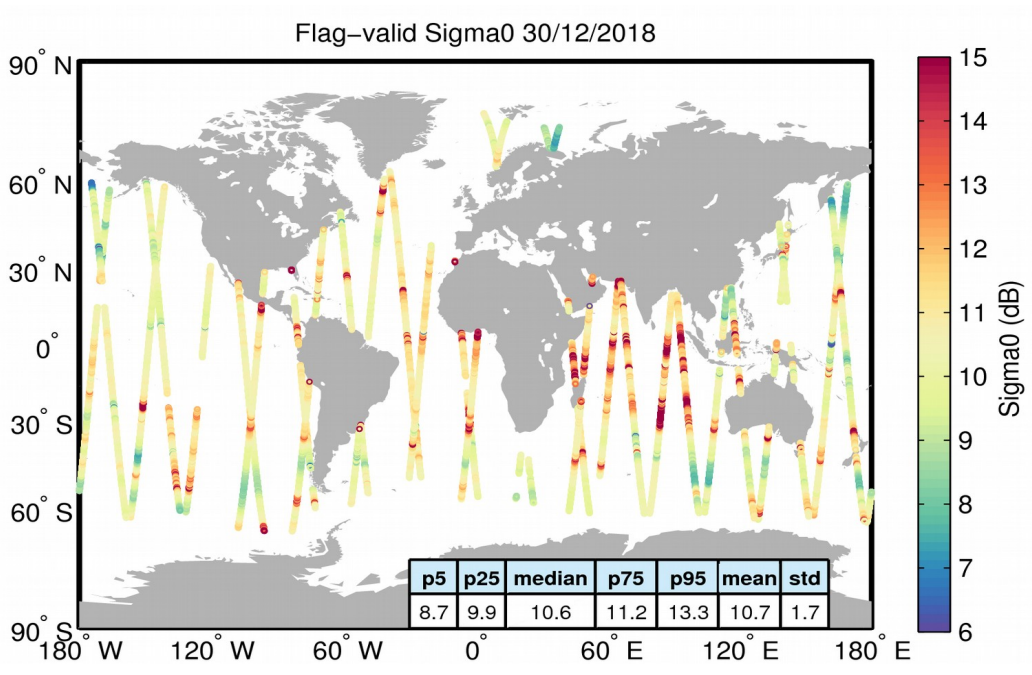 Flag−valid Sigma0 30/12/2018
90° N
60° N
30° N
0°
30° S
60° S
90° S
180° W
120° W
60° W
0°
60° E
120° E
180° E
15
14
13
12
11
10
9
8
7
6
Sigma0 (dB)
p5 p25 median p75 p95 mean std
8.7 9.9 10.6 11.2 13.3 10.7 1.7